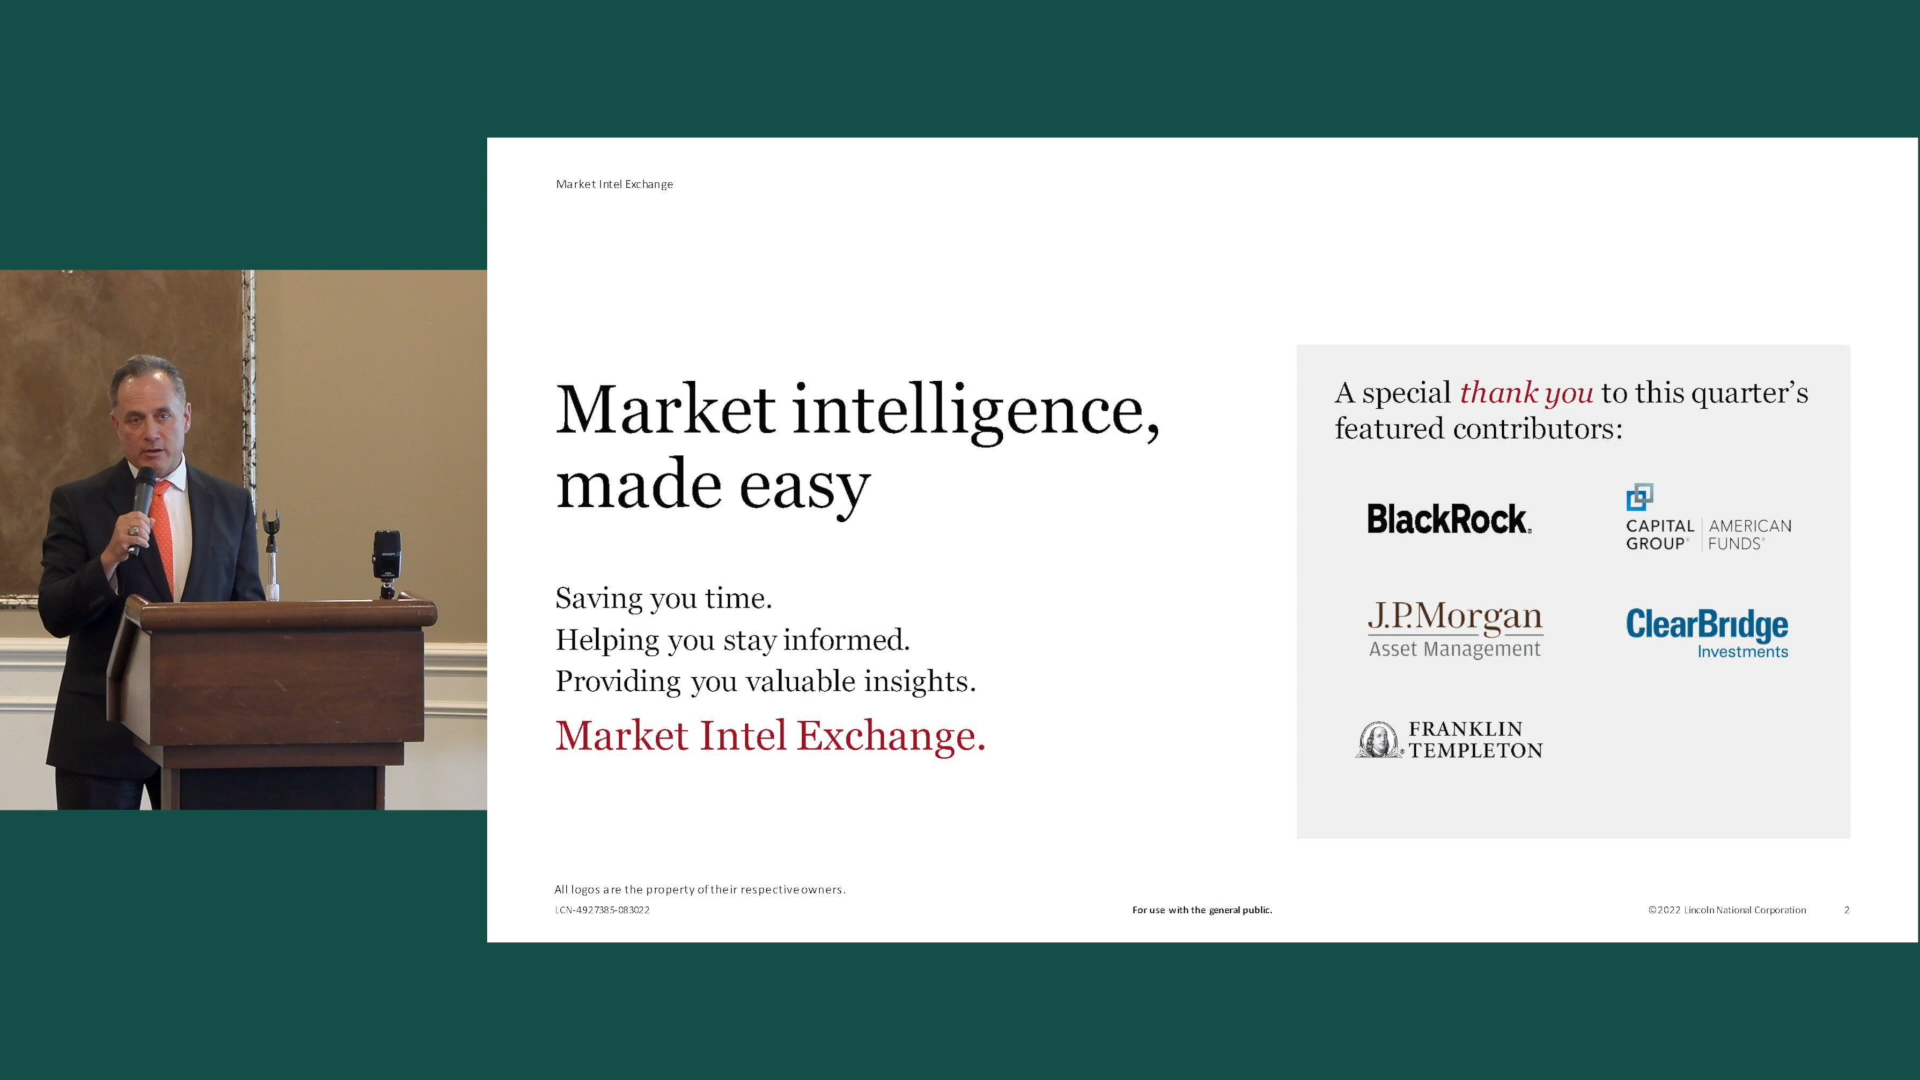 Market Intel Exchange
Market intelligence,
made easy
Saving you time.
Helping you stay informed.
Providing you valuable insights.
Market Intel Exchange.
A special thank you to this quarter’s
featured contributors:
BlackRock®
CAPITAL GROUP® | AMERICAN FUNDS®
J.P.Morgan
Asset Management
ClearBridge
Investments
FRANKLIN
TEMPLETON
All logos are the property of their respective owners.
LCN-4927385-083022
For use with the general public.
©2022 Lincoln National Corporation
2